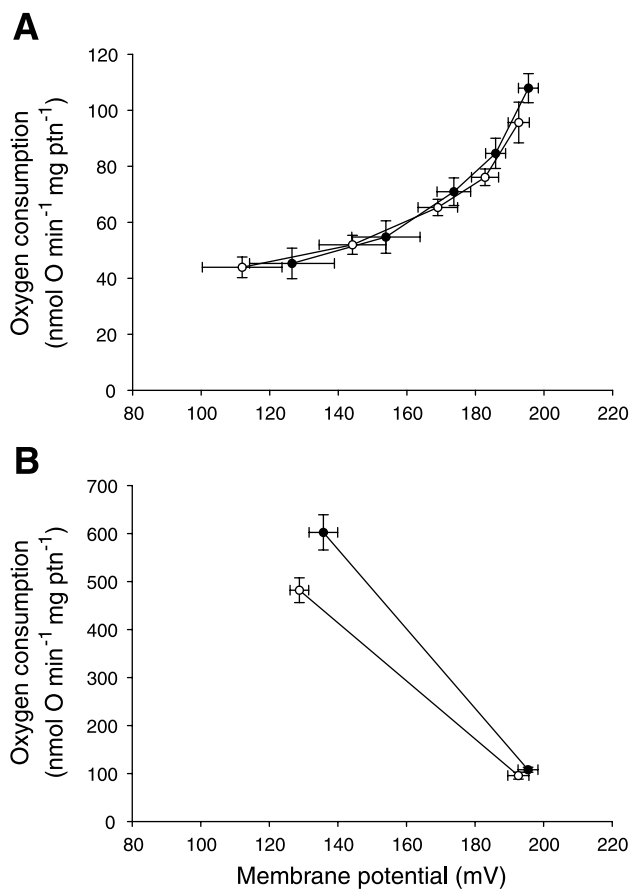 A
Oxygen consumption
(nmol O min⁻¹ mg ptn⁻¹)
120
100
80
60
40
20
0
80 100 120 140 160 180 200 220
B
Oxygen consumption
(nmol O min⁻¹ mg ptn⁻¹)
700
600
500
400
300
200
100
0
80 100 120 140 160 180 200 220
Membrane potential (mV)